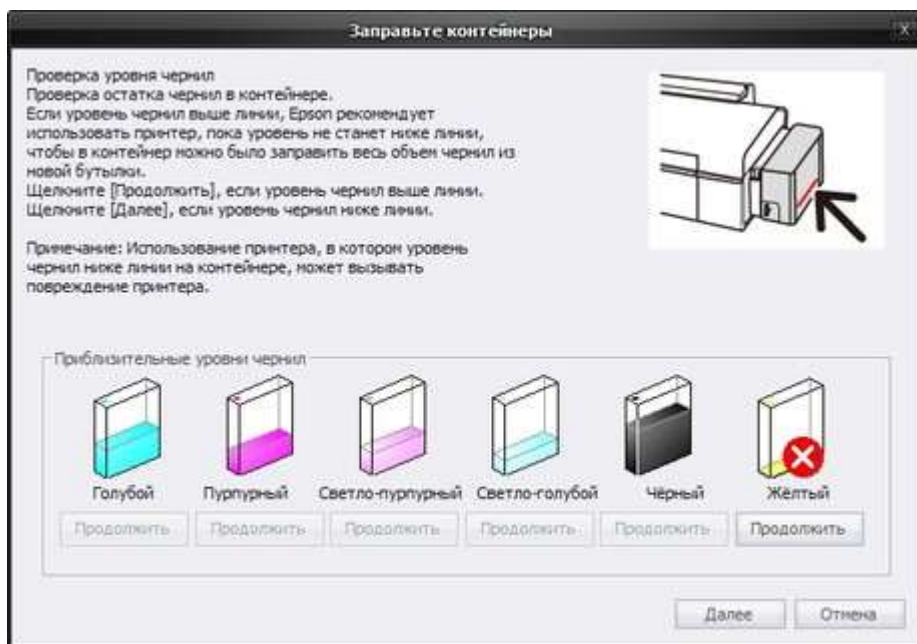 Заправьте контейнеры
Проверка уровня чернил
Проверка остатка чернил в контейнере.
Если уровень чернил выше линии, Epson рекомендует
использовать принтер, пока уровень не станет ниже линии,
чтобы в контейнер можно было заправить весь объем чернил из
новой бутылки.
Щелкните [Продолжить], если уровень чернил выше линии.
Щелкните [Далее], если уровень чернил ниже линии.
Примечание: Использование принтера, в котором уровень
чернил ниже линии на контейнере, может вызывать
повреждение принтера.
Приблизительные уровни чернил
Голубой Пурпурный Светло-пурпурный Светло-голубой Чёрный Жёлтый
Продолжить Продолжить Продолжить Продолжить Продолжить Продолжить
Далее Отмена